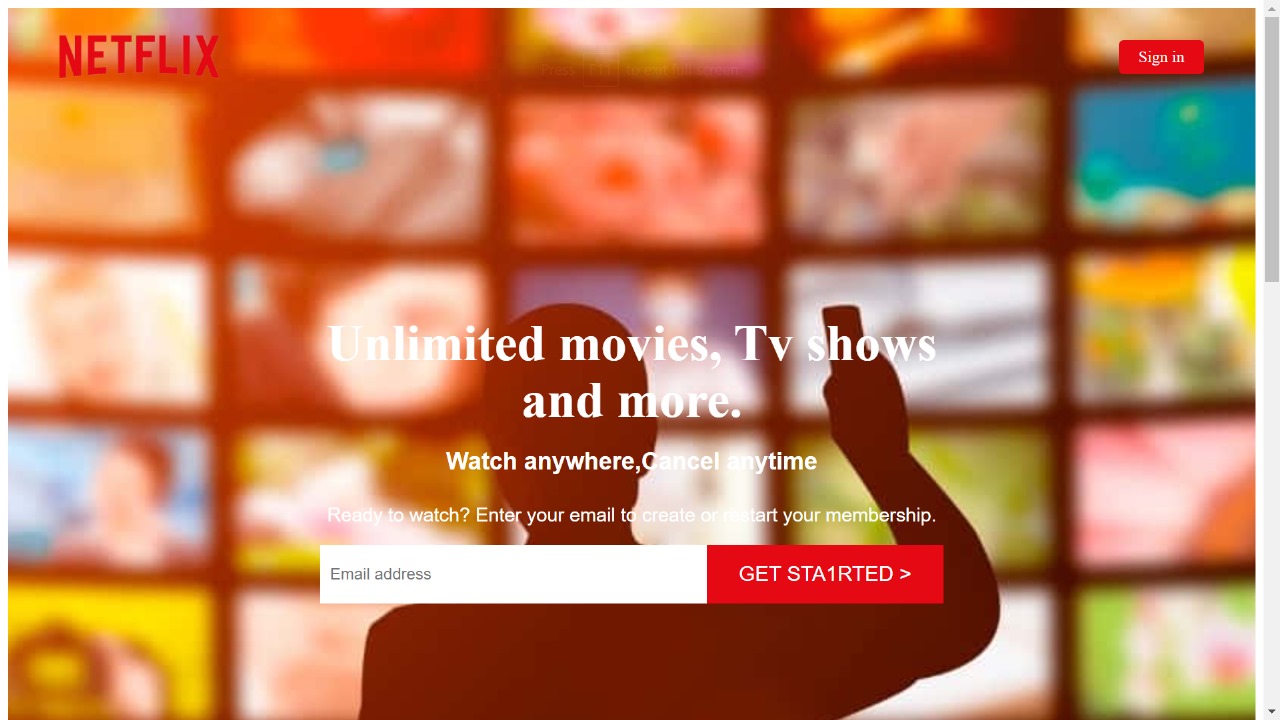 NETFLIX
Sign in
Press F11 to exit full screen
Unlimited movies, Tv shows
and more.
Watch anywhere,Cancel anytime
Ready to watch? Enter your email to create or restart your membership.
Email address
GET STA1RTED >